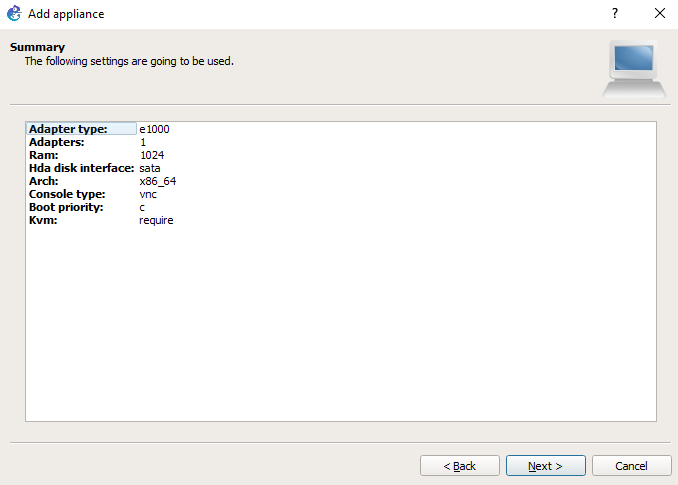 Add appliance
Summary
The following settings are going to be used.
Adapter type: e1000
Adapters: 1
Ram: 1024
Hda disk interface: sata
Arch: x86_64
Console type: vnc
Boot priority: c
Kvm: require
< Back Next > Cancel